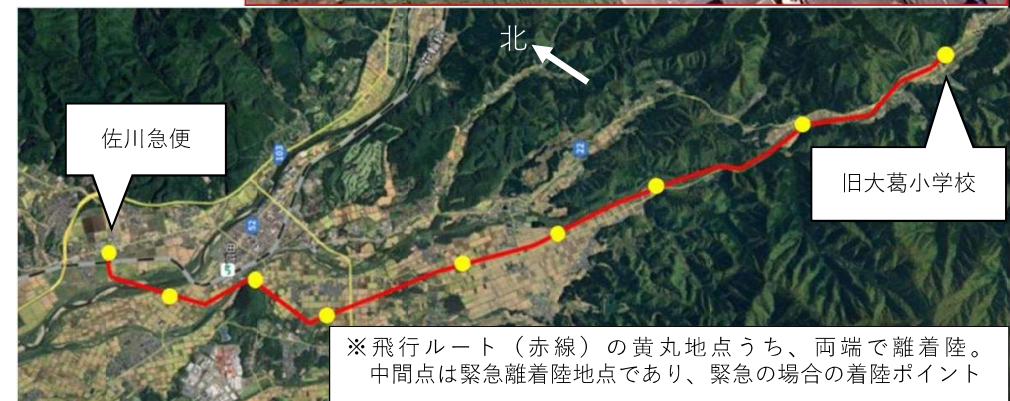 北
佐川急便
103
22
旧大葛小学校
52
※飛行ルート（赤線）の黄丸地点うち、両端で離着陸。
中間点は緊急離着陸地点であり、緊急の場合の着陸ポイント